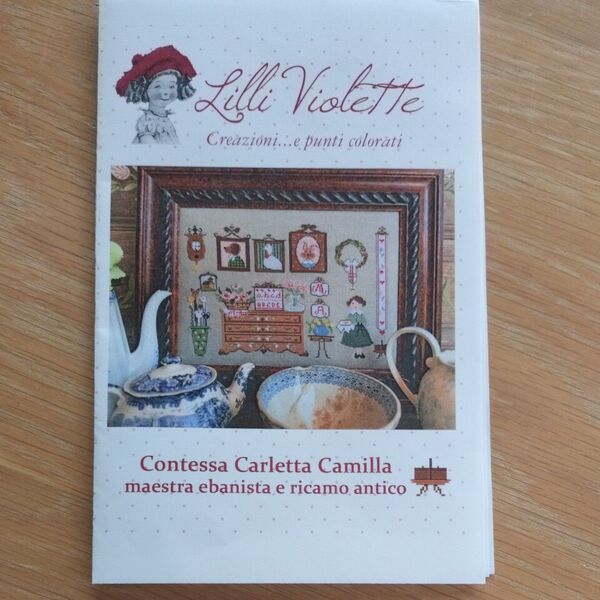 Lilli Violette
Creazioni...e punti colorati
a b c d
A B C D E
M
A
Contessa Carletta Camilla
maestra ebanista e ricamo antico